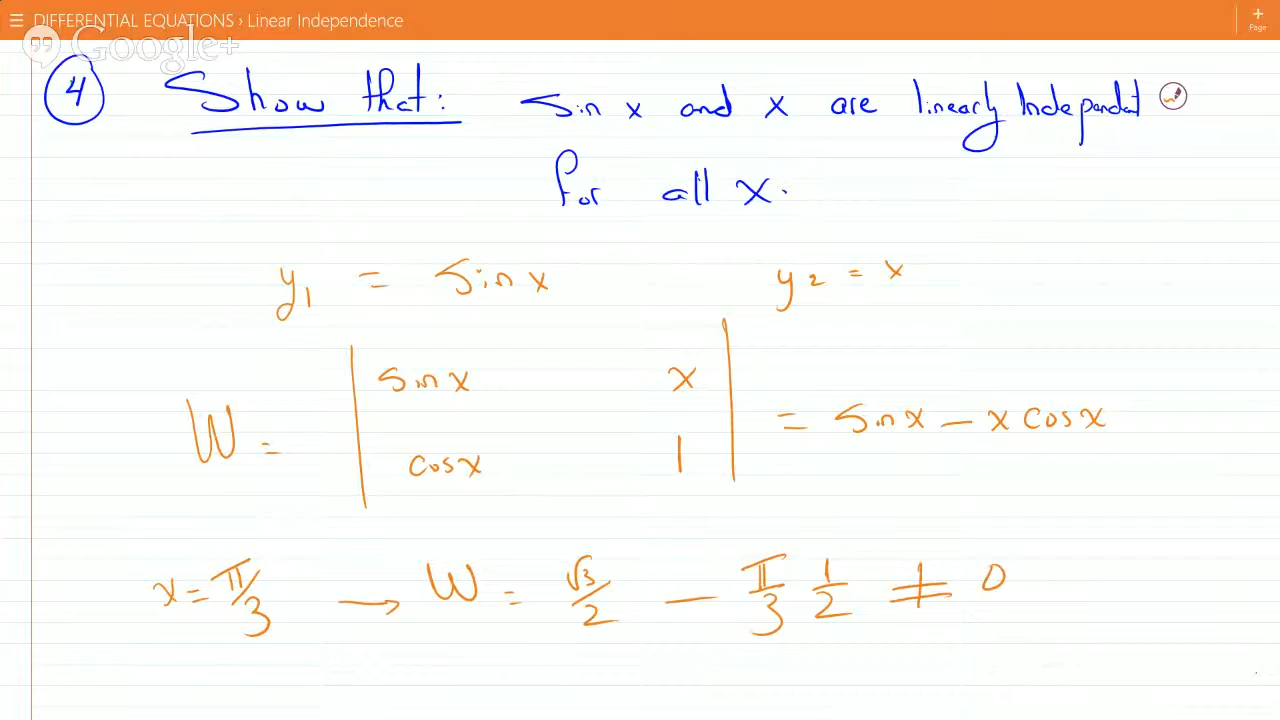 DIFFERENTIAL EQUATIONS › Linear Independence
Page
Google+
4 Show that: Sin x and x are linearly Independent
for all x.
y1 = Sin x y2 = x
W = | sin x x |
| cos x 1 | = Sin x – x cos x
x = π/3 → W = √3/2 – π/3 1/2 ≠ 0